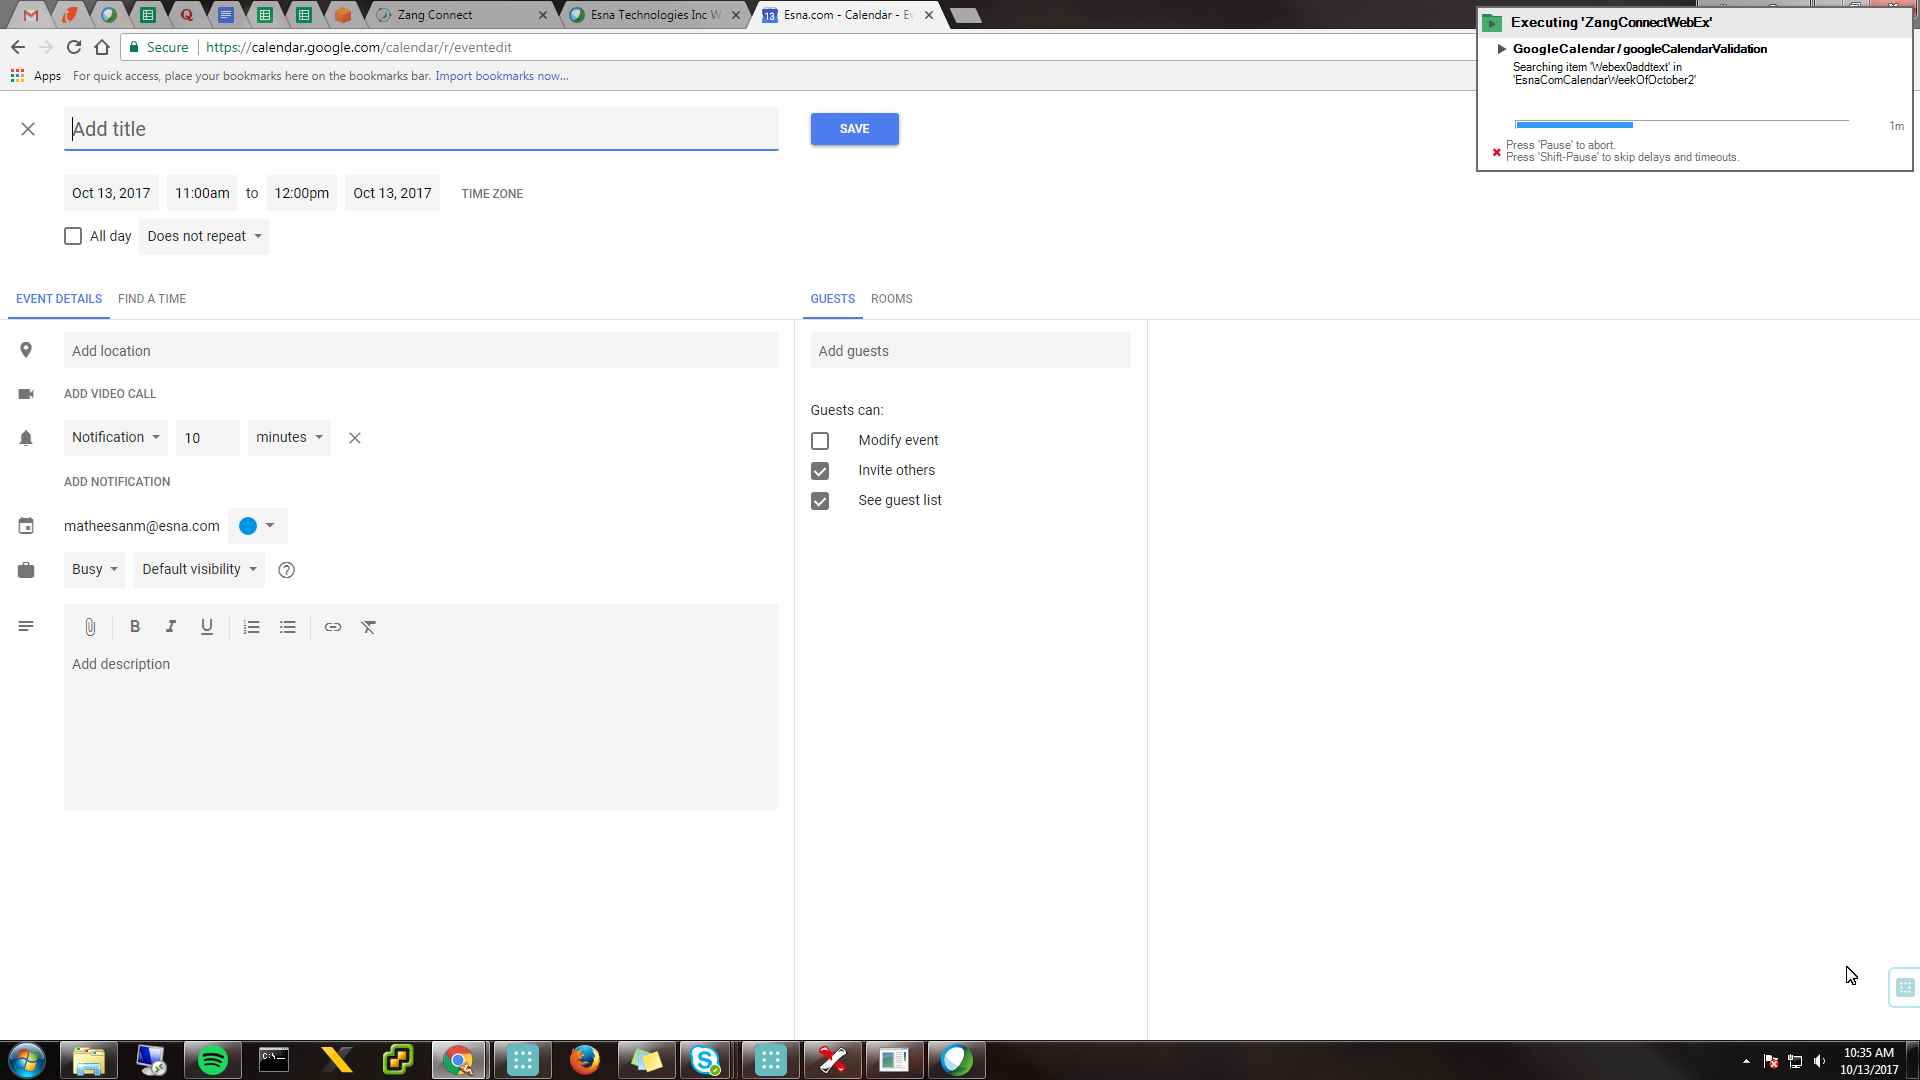 Zang Connect
Esna Technologies Inc W
Esna.com - Calendar - Ev
Secure
https://calendar.google.com/calendar/r/eventedit
Apps
For quick access, place your bookmarks here on the bookmarks bar. Import bookmarks now...
Executing 'ZangConnectWebEx'
GoogleCalendar / googleCalendarValidation
Searching item 'Webex0addtext' in
'EsnaComCalendarWeekOfOctober2'
1m
Press 'Pause' to abort.
Press 'Shift-Pause' to skip delays and timeouts.
Add title
SAVE
Oct 13, 2017
11:00am
to
12:00pm
Oct 13, 2017
TIME ZONE
All day
Does not repeat
EVENT DETAILS
FIND A TIME
GUESTS
ROOMS
Add location
Add guests
ADD VIDEO CALL
Notification
10
minutes
ADD NOTIFICATION
Guests can:
Modify event
Invite others
See guest list
matheesanm@esna.com
Busy
Default visibility
B I U
Add description
10:35 AM
10/13/2017